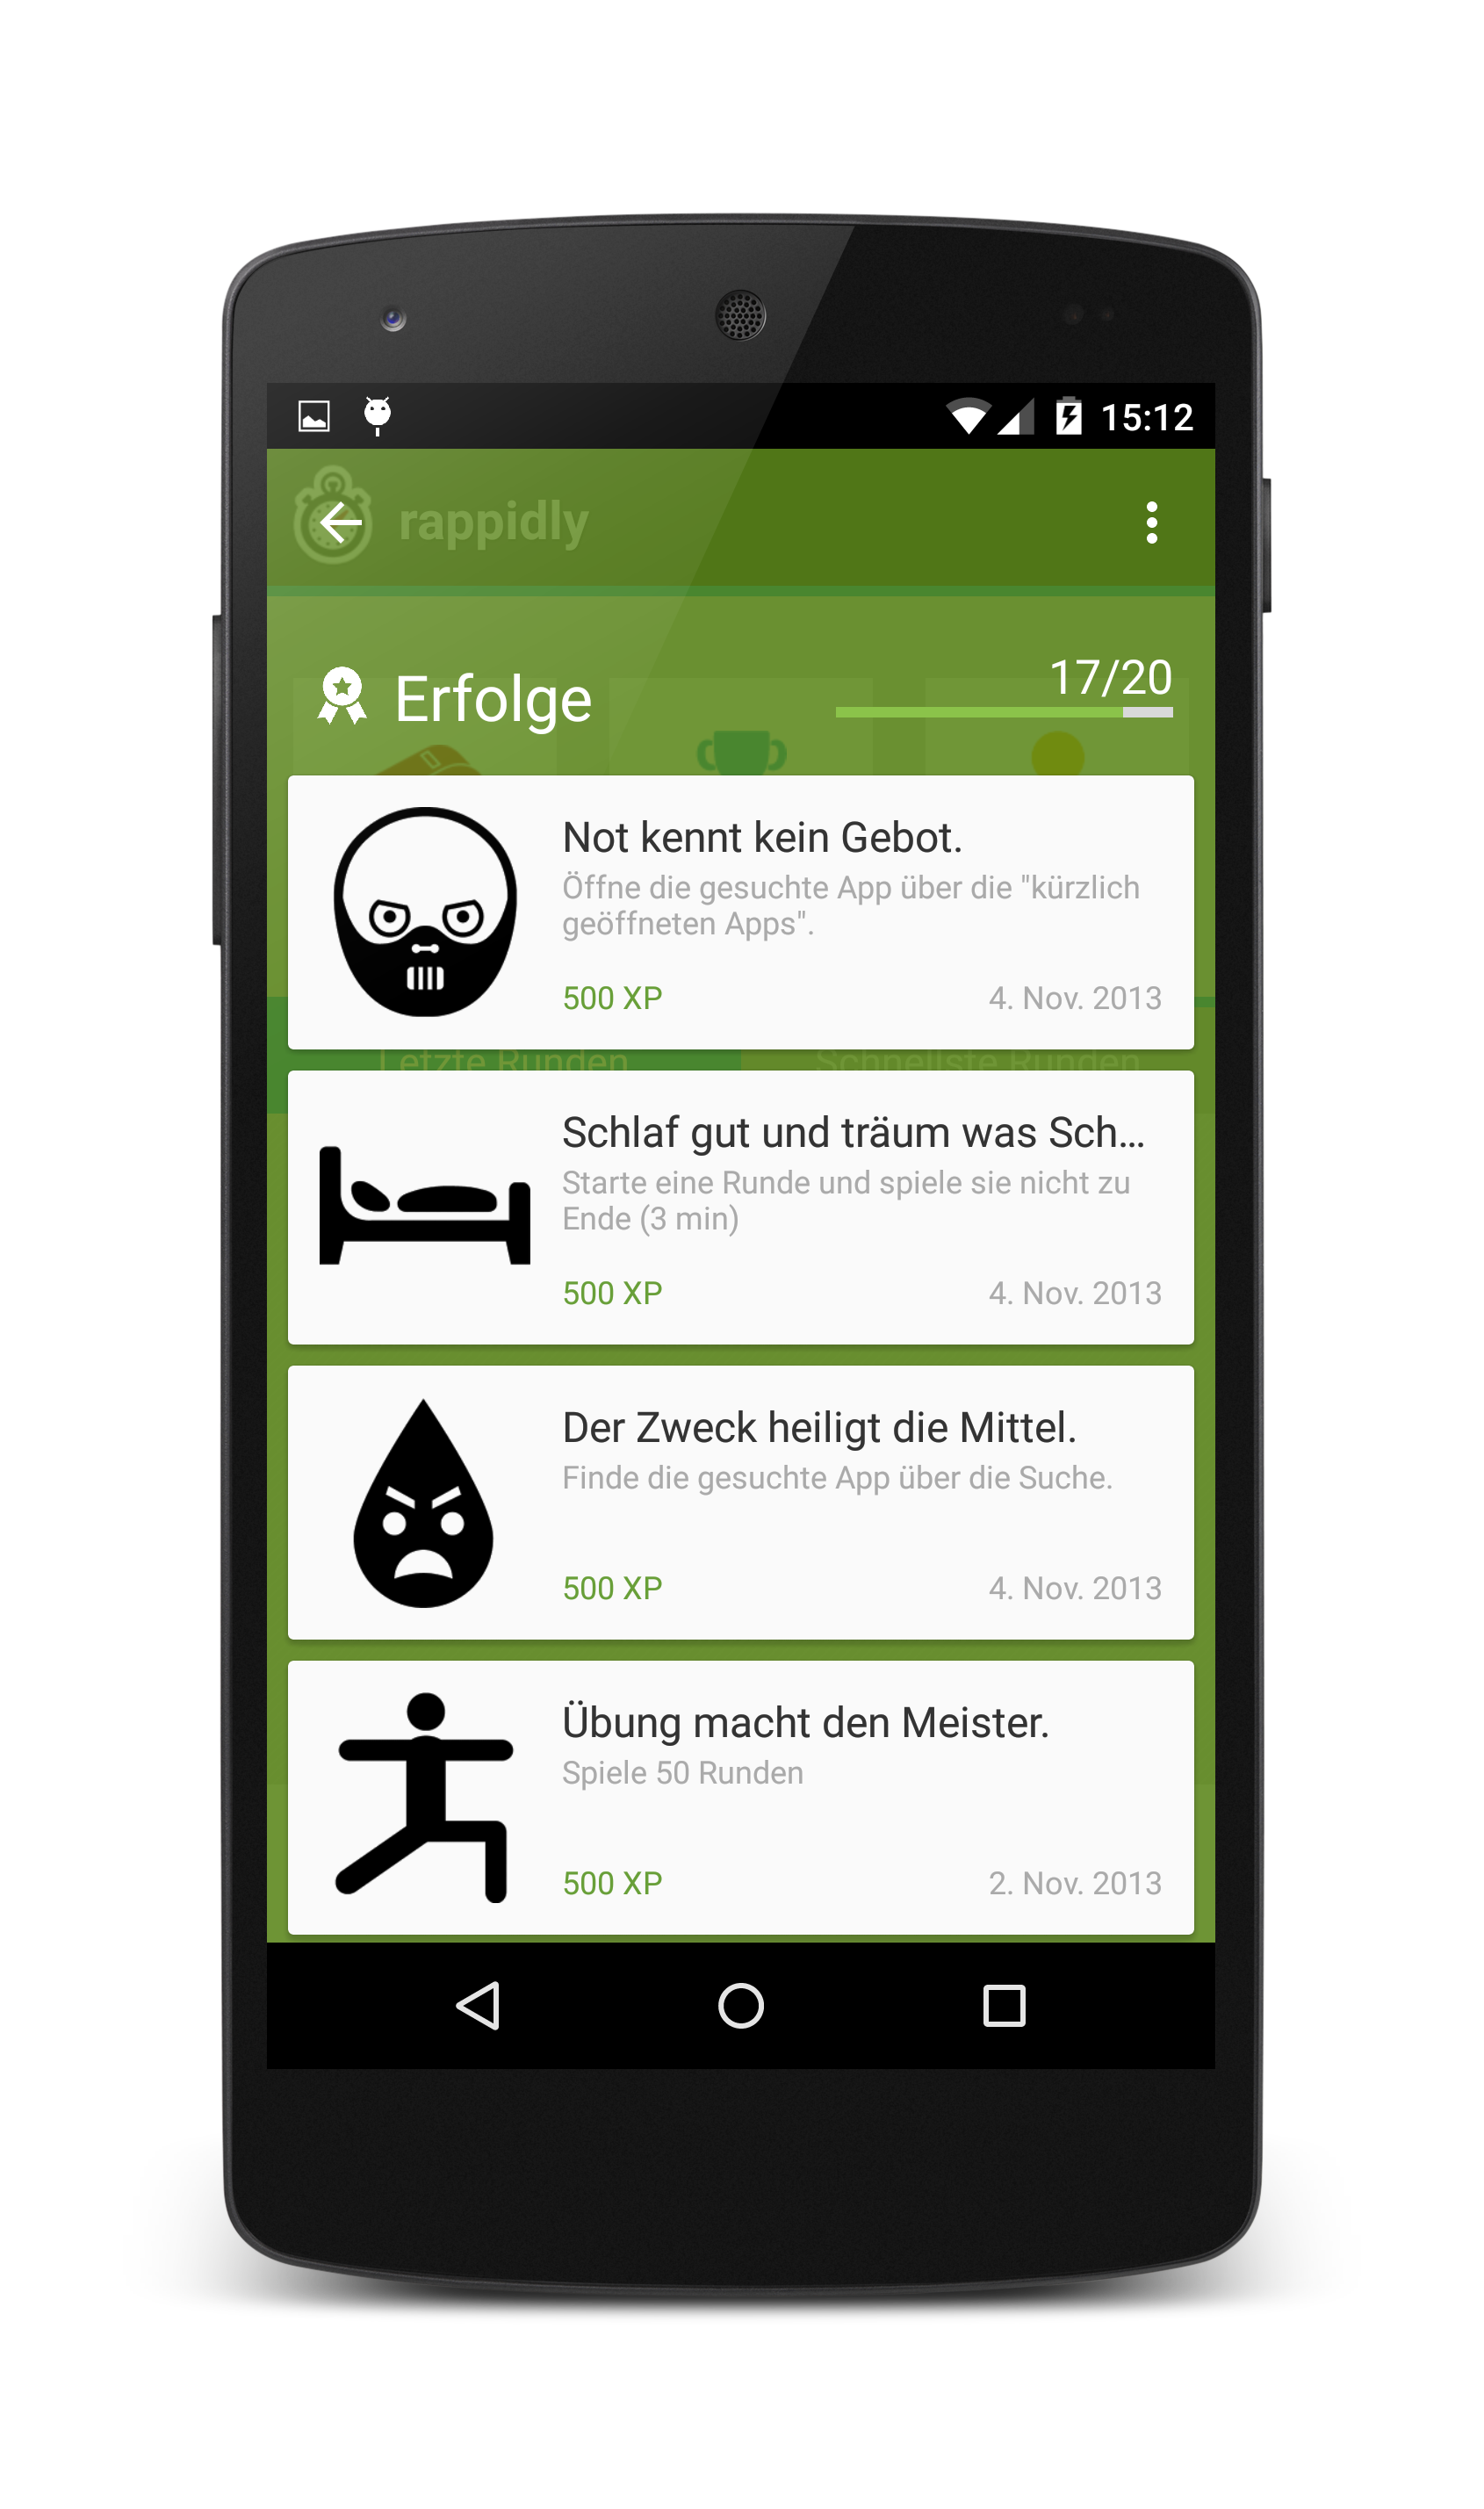 15:12
rappidly
Erfolge
17/20
Not kennt kein Gebot.
Öffne die gesuchte App über die "kürzlich
geöffneten Apps".
500 XP
4. Nov. 2013
Letzte Runden
Schnellste Runden
Schlaf gut und träum was Sch...
Starte eine Runde und spiele sie nicht zu
Ende (3 min)
500 XP
4. Nov. 2013
Der Zweck heiligt die Mittel.
Finde die gesuchte App über die Suche.
500 XP
4. Nov. 2013
Übung macht den Meister.
Spiele 50 Runden
500 XP
2. Nov. 2013